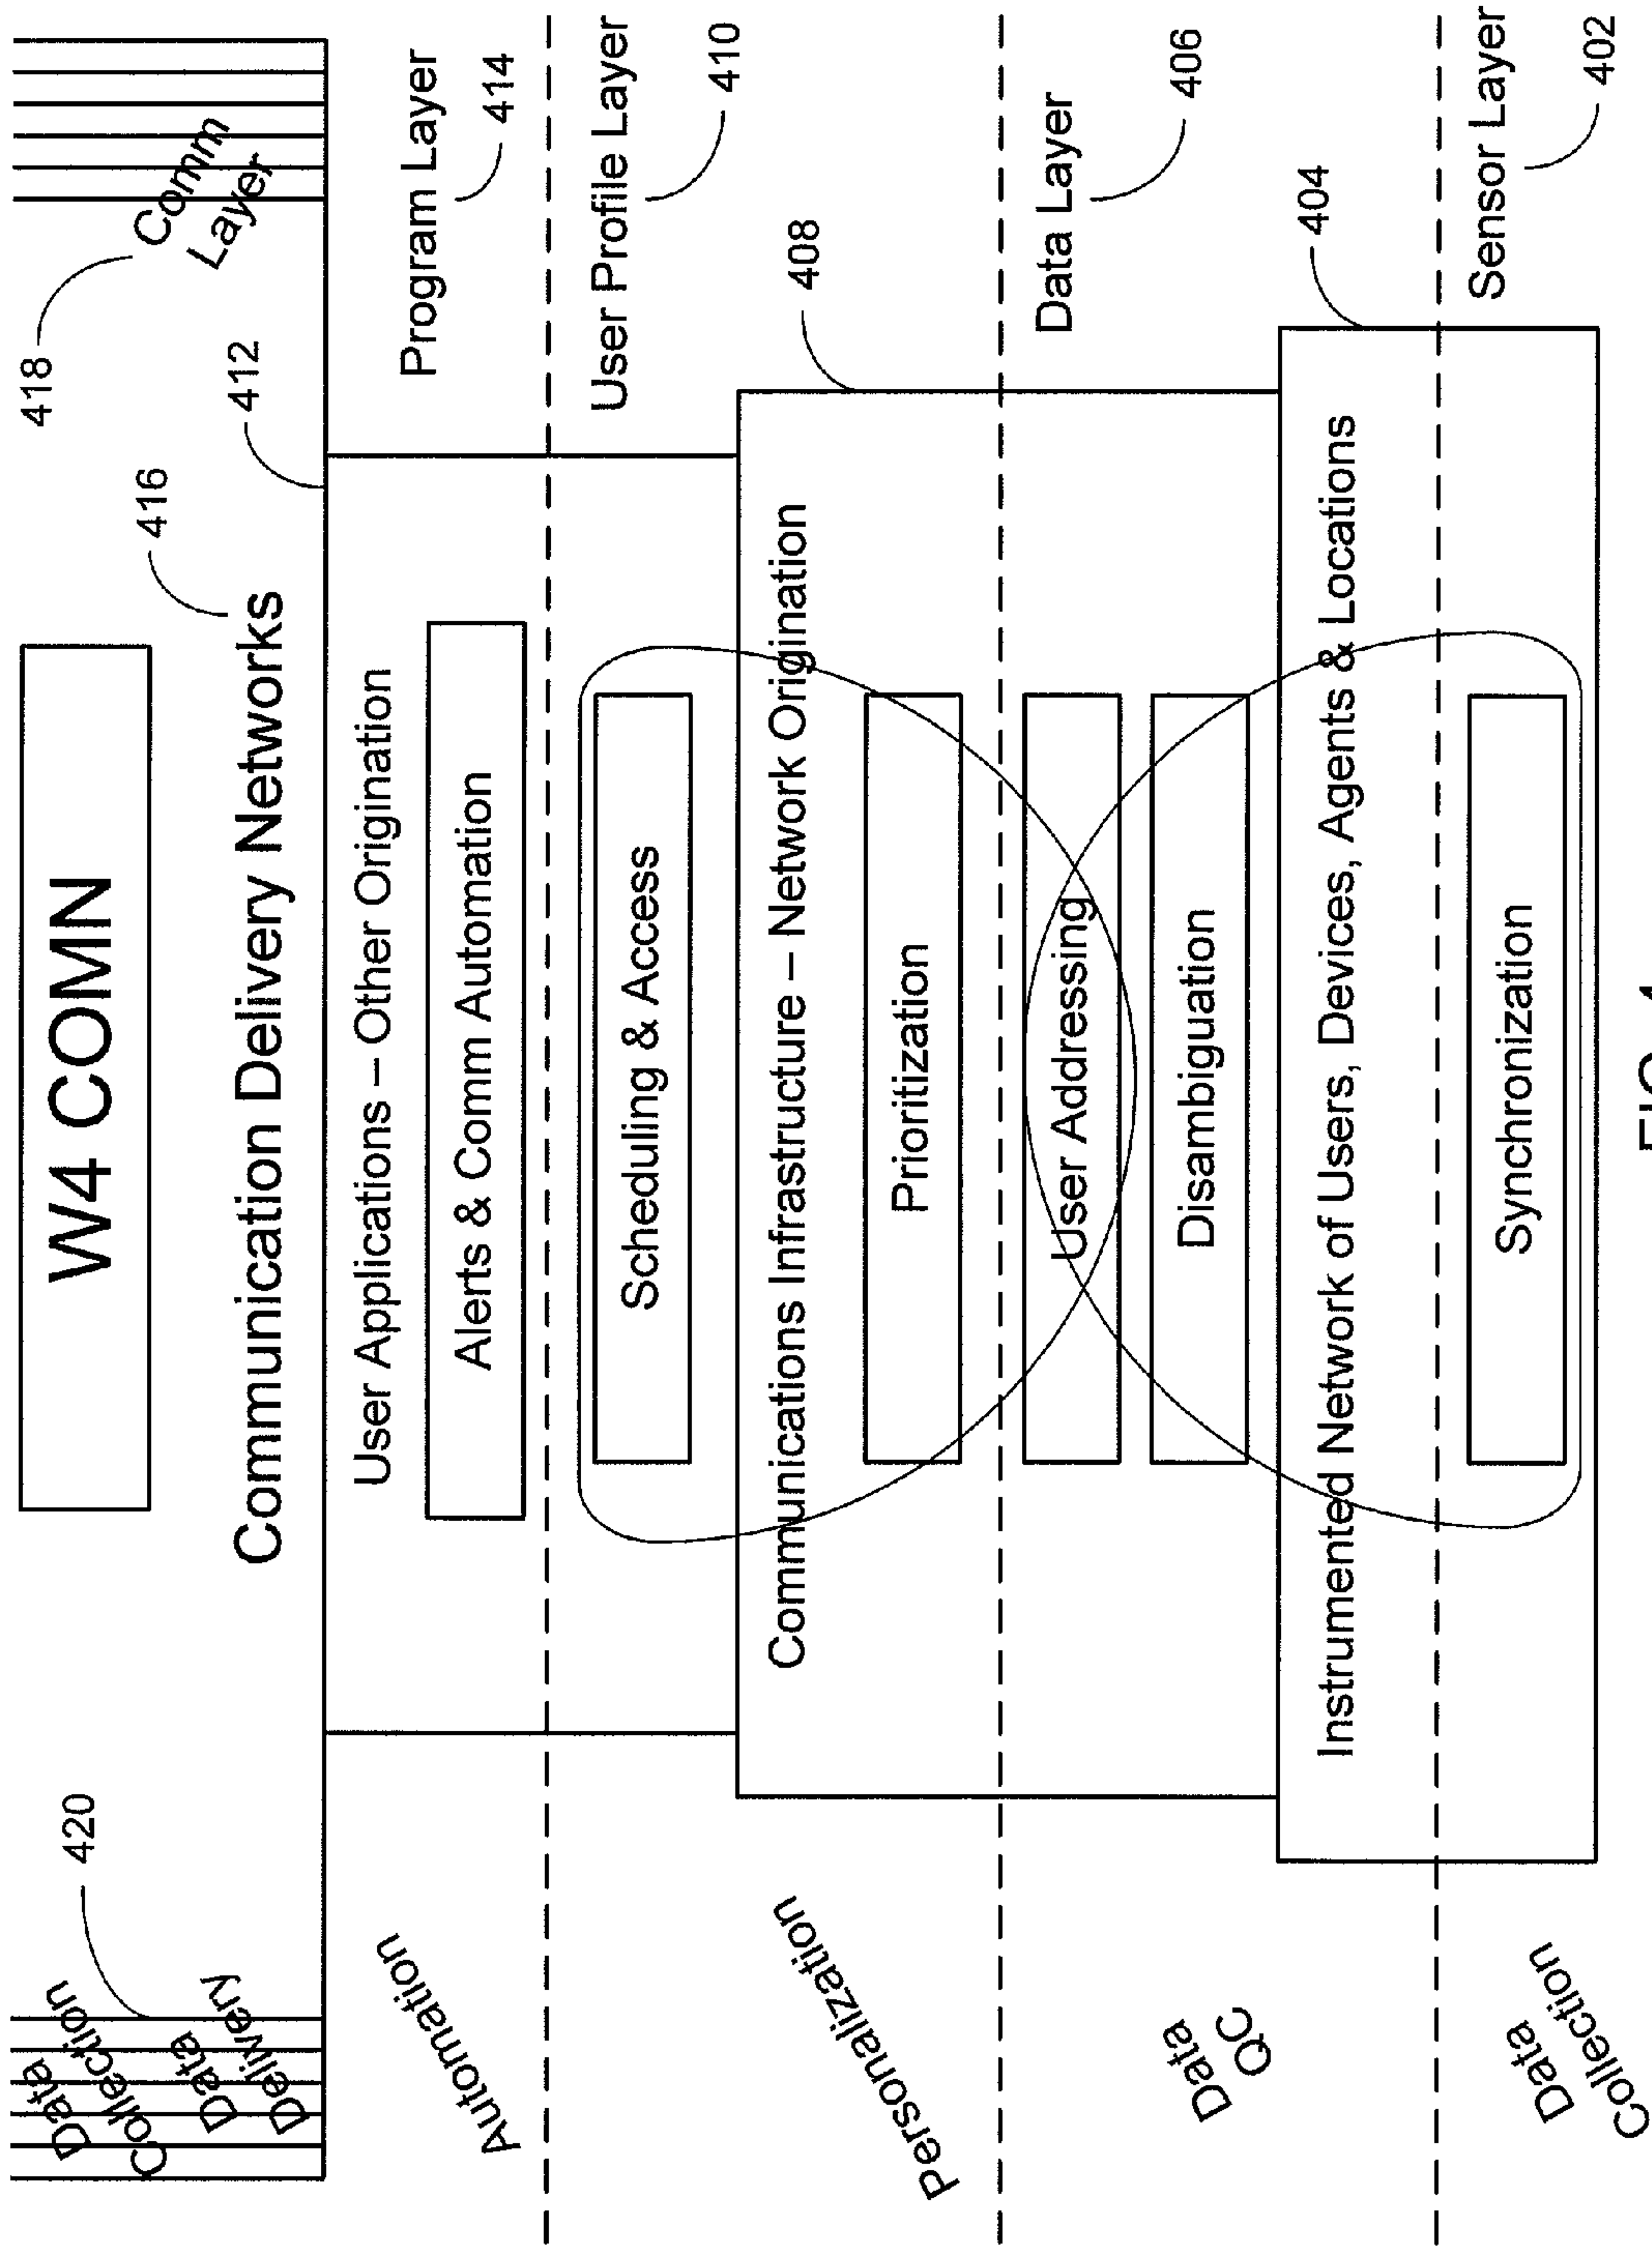 W4 COMN
418
Comm
Layer
420
Data
Collection
Data
Delivery
416
Communication Delivery Networks
412
User Applications – Other Origination
Program Layer
414
Automation
Alerts & Comm Automation
User Profile Layer
410
Scheduling & Access
Communications Infrastructure – Network Origination
408
Personalization
Prioritization
Data Layer
406
User Addressing
Data
QC
Disambiguation
404
Instrumented Network of Users, Devices, Agents & Locations
Sensor Layer
402
Data
Collection
Synchronization